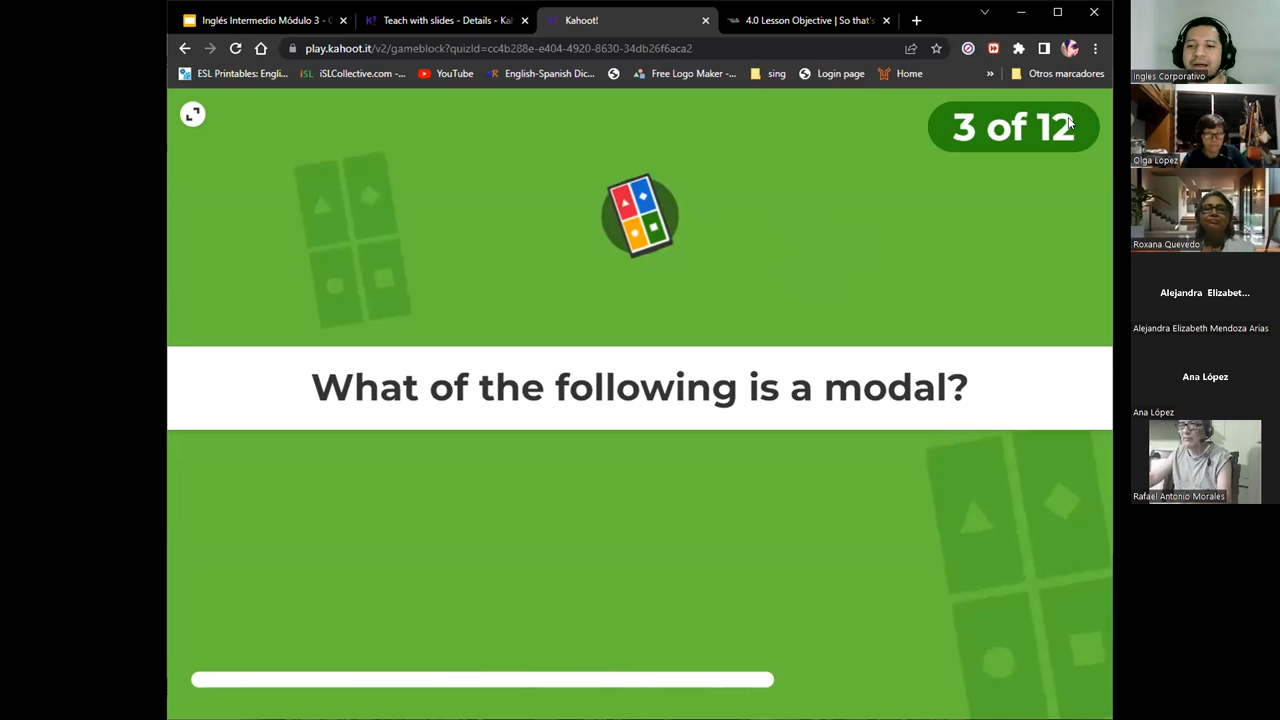 Inglés Intermedio Módulo 3 - G
Teach with slides - Details - Kah
Kahoot!
4.0 Lesson Objective | So that's
play.kahoot.it/v2/gameblock?quizId=cc4b288e-e404-4920-8630-34db26f6aca2
ESL Printables: Engli...
iSLCollective.com -...
YouTube
English-Spanish Dic...
Free Logo Maker -...
sing
Login page
Home
»
Otros marcadores
3 of 12
What of the following is a modal?
Ingles Corporativo
Olga Lopez
Roxana Quevedo
Alejandra Elizabet...
Alejandra Elizabeth Mendoza Arias
Ana López
Ana López
Rafael Antonio Morales